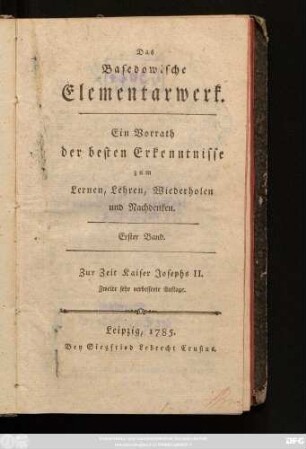 Das
Basedowische
Elementarwerk.
Ein Vorrath
der besten Erkenntnisse
zum
Lernen, Lehren, Wiederholen
und Nachdenken.
Erster Band.
Zur Zeit Kaiser Josephs II.
Zweite sehr verbesserte Auflage.
Leipzig, 1785.
Bey Siegfried Lebrecht Crusius.